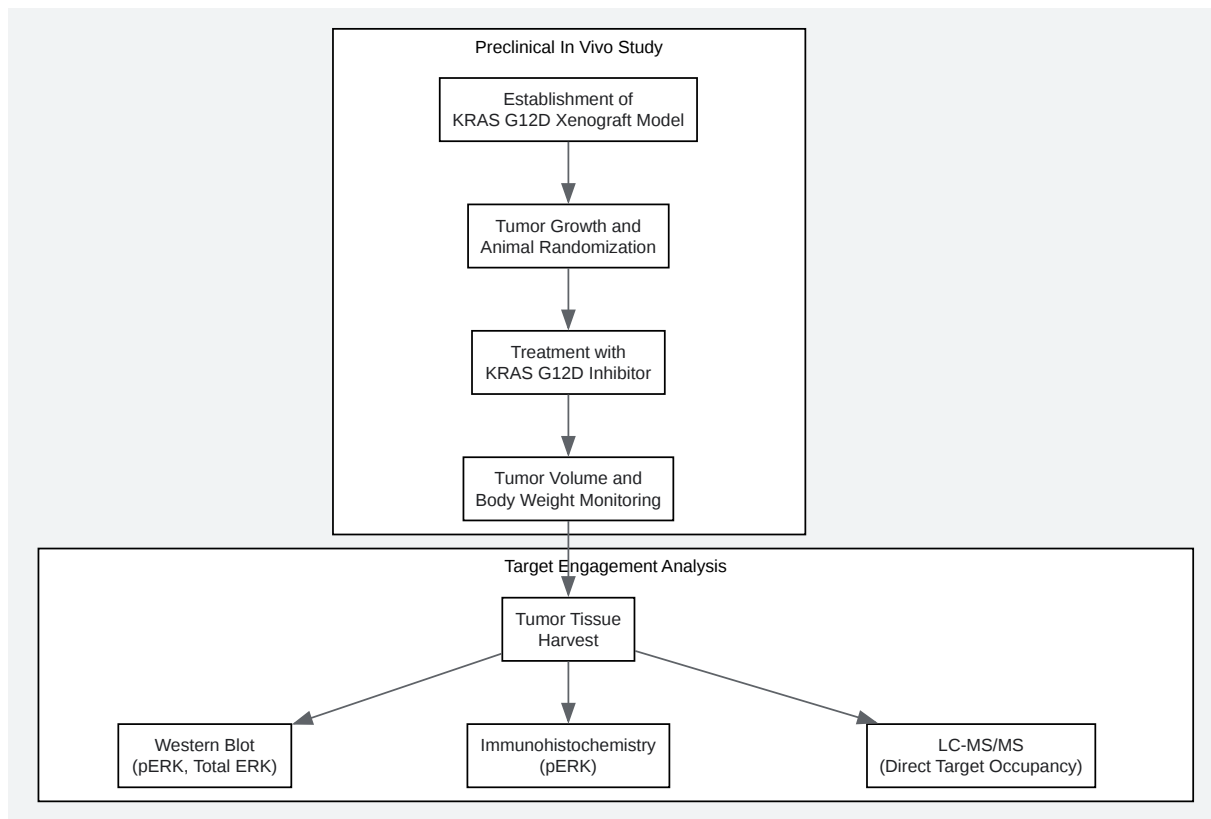 Preclinical In Vivo Study
Establishment of
KRAS G12D Xenograft Model
Tumor Growth and
Animal Randomization
Treatment with
KRAS G12D Inhibitor
Tumor Volume and
Body Weight Monitoring
Target Engagement Analysis
Tumor Tissue
Harvest
Western Blot
(pERK, Total ERK)
Immunohistochemistry
(pERK)
LC-MS/MS
(Direct Target Occupancy)